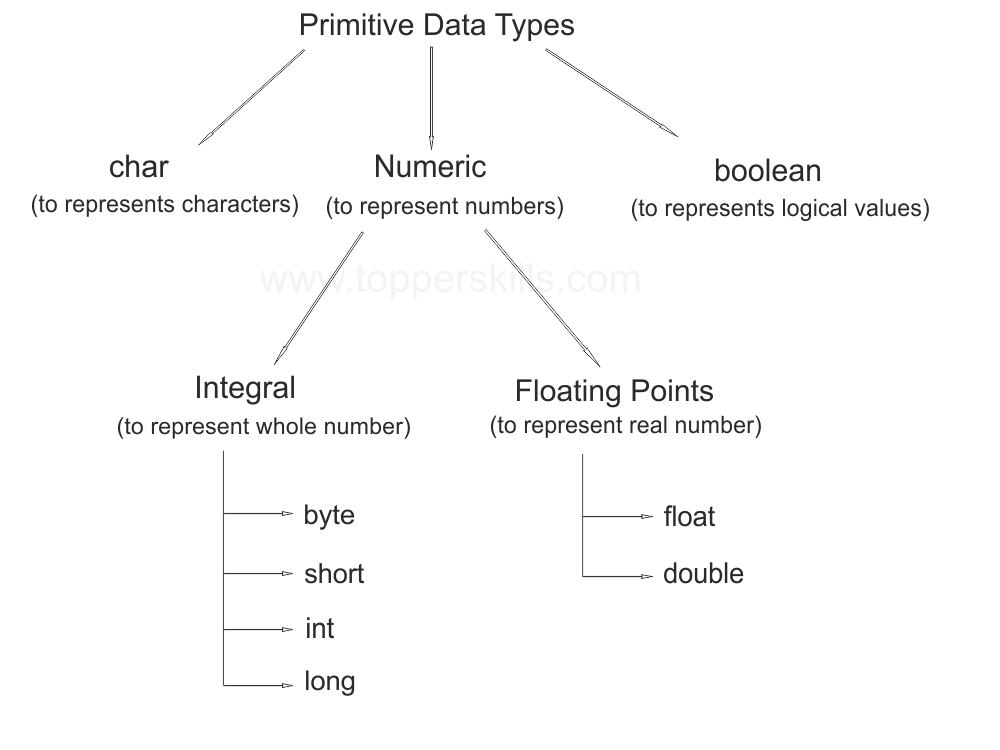 Primitive Data Types
char
(to represents characters)
Numeric
(to represent numbers)
boolean
(to represents logical values)
www.topperskills.com
Integral
(to represent whole number)
Floating Points
(to represent real number)
byte
short
int
long
float
double